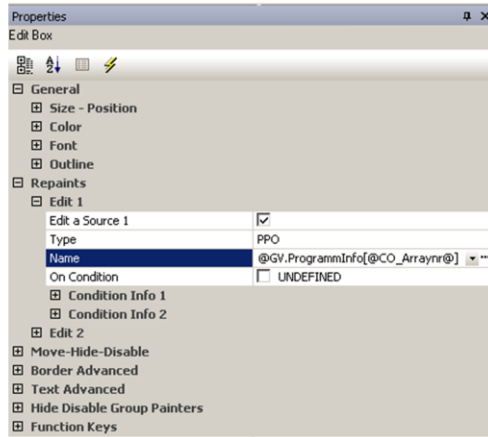 Properties
Edit Box
General
Size - Position
Color
Font
Outline
Repaints
Edit 1
Edit a Source 1
Type PPO
Name @GV.ProgrammInfo[@CO_Arraynr@]
On Condition UNDEFINED
Condition Info 1
Condition Info 2
Edit 2
Move-Hide-Disable
Border Advanced
Text Advanced
Hide Disable Group Painters
Function Keys